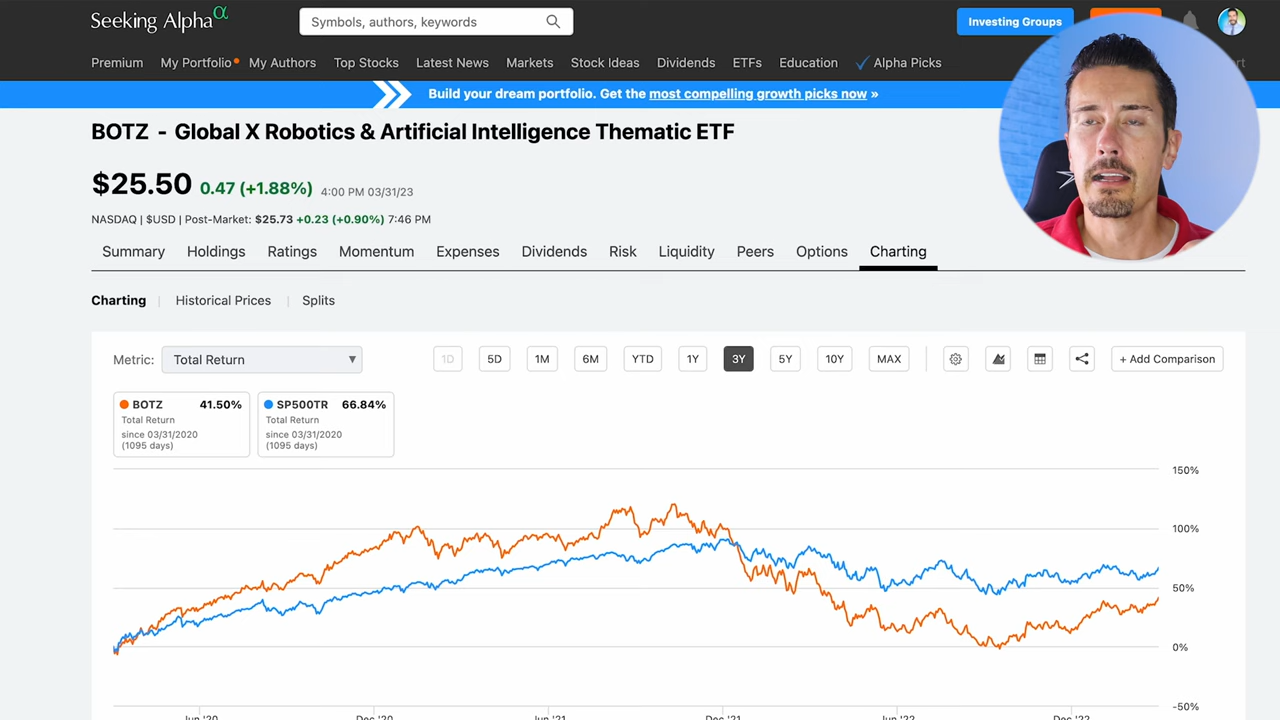 Seeking Alpha α
Symbols, authors, keywords
Investing Groups
Premium My Portfolio My Authors Top Stocks Latest News Markets Stock Ideas Dividends ETFs Education Alpha Picks
Build your dream portfolio. Get the most compelling growth picks now »
BOTZ - Global X Robotics & Artificial Intelligence Thematic ETF
$25.50 0.47 (+1.88%) 4:00 PM 03/31/23
NASDAQ | $USD | Post-Market: $25.73 +0.23 (+0.90%) 7:46 PM
Summary Holdings Ratings Momentum Expenses Dividends Risk Liquidity Peers Options Charting
Charting | Historical Prices | Splits
Metric: Total Return 1D 5D 1M 6M YTD 1Y 3Y 5Y 10Y MAX + Add Comparison
BOTZ 41.50%
Total Return
since 03/31/2020
(1095 days)
SP500TR 66.84%
Total Return
since 03/31/2020
(1095 days)
150%
100%
50%
0%
-50%
Jun '20 Dec '20 Jun '21 Dec '21 Jun '22 Dec '22